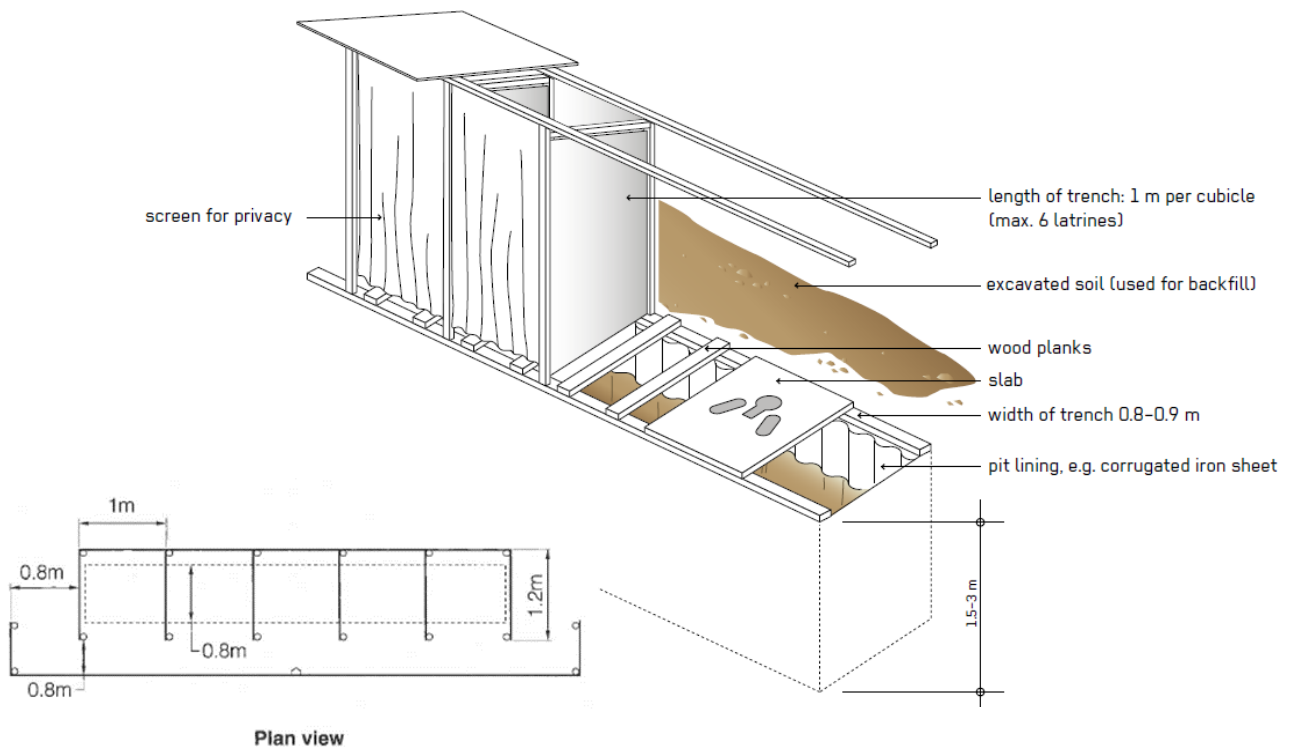 screen for privacy
length of trench: 1 m per cubicle
(max. 6 latrines)
excavated soil (used for backfill)
wood planks
slab
width of trench 0.8–0.9 m
pit lining, e.g. corrugated iron sheet
1.5–3 m
1m
0.8m
1.2m
0.8m
0.8m
Plan view